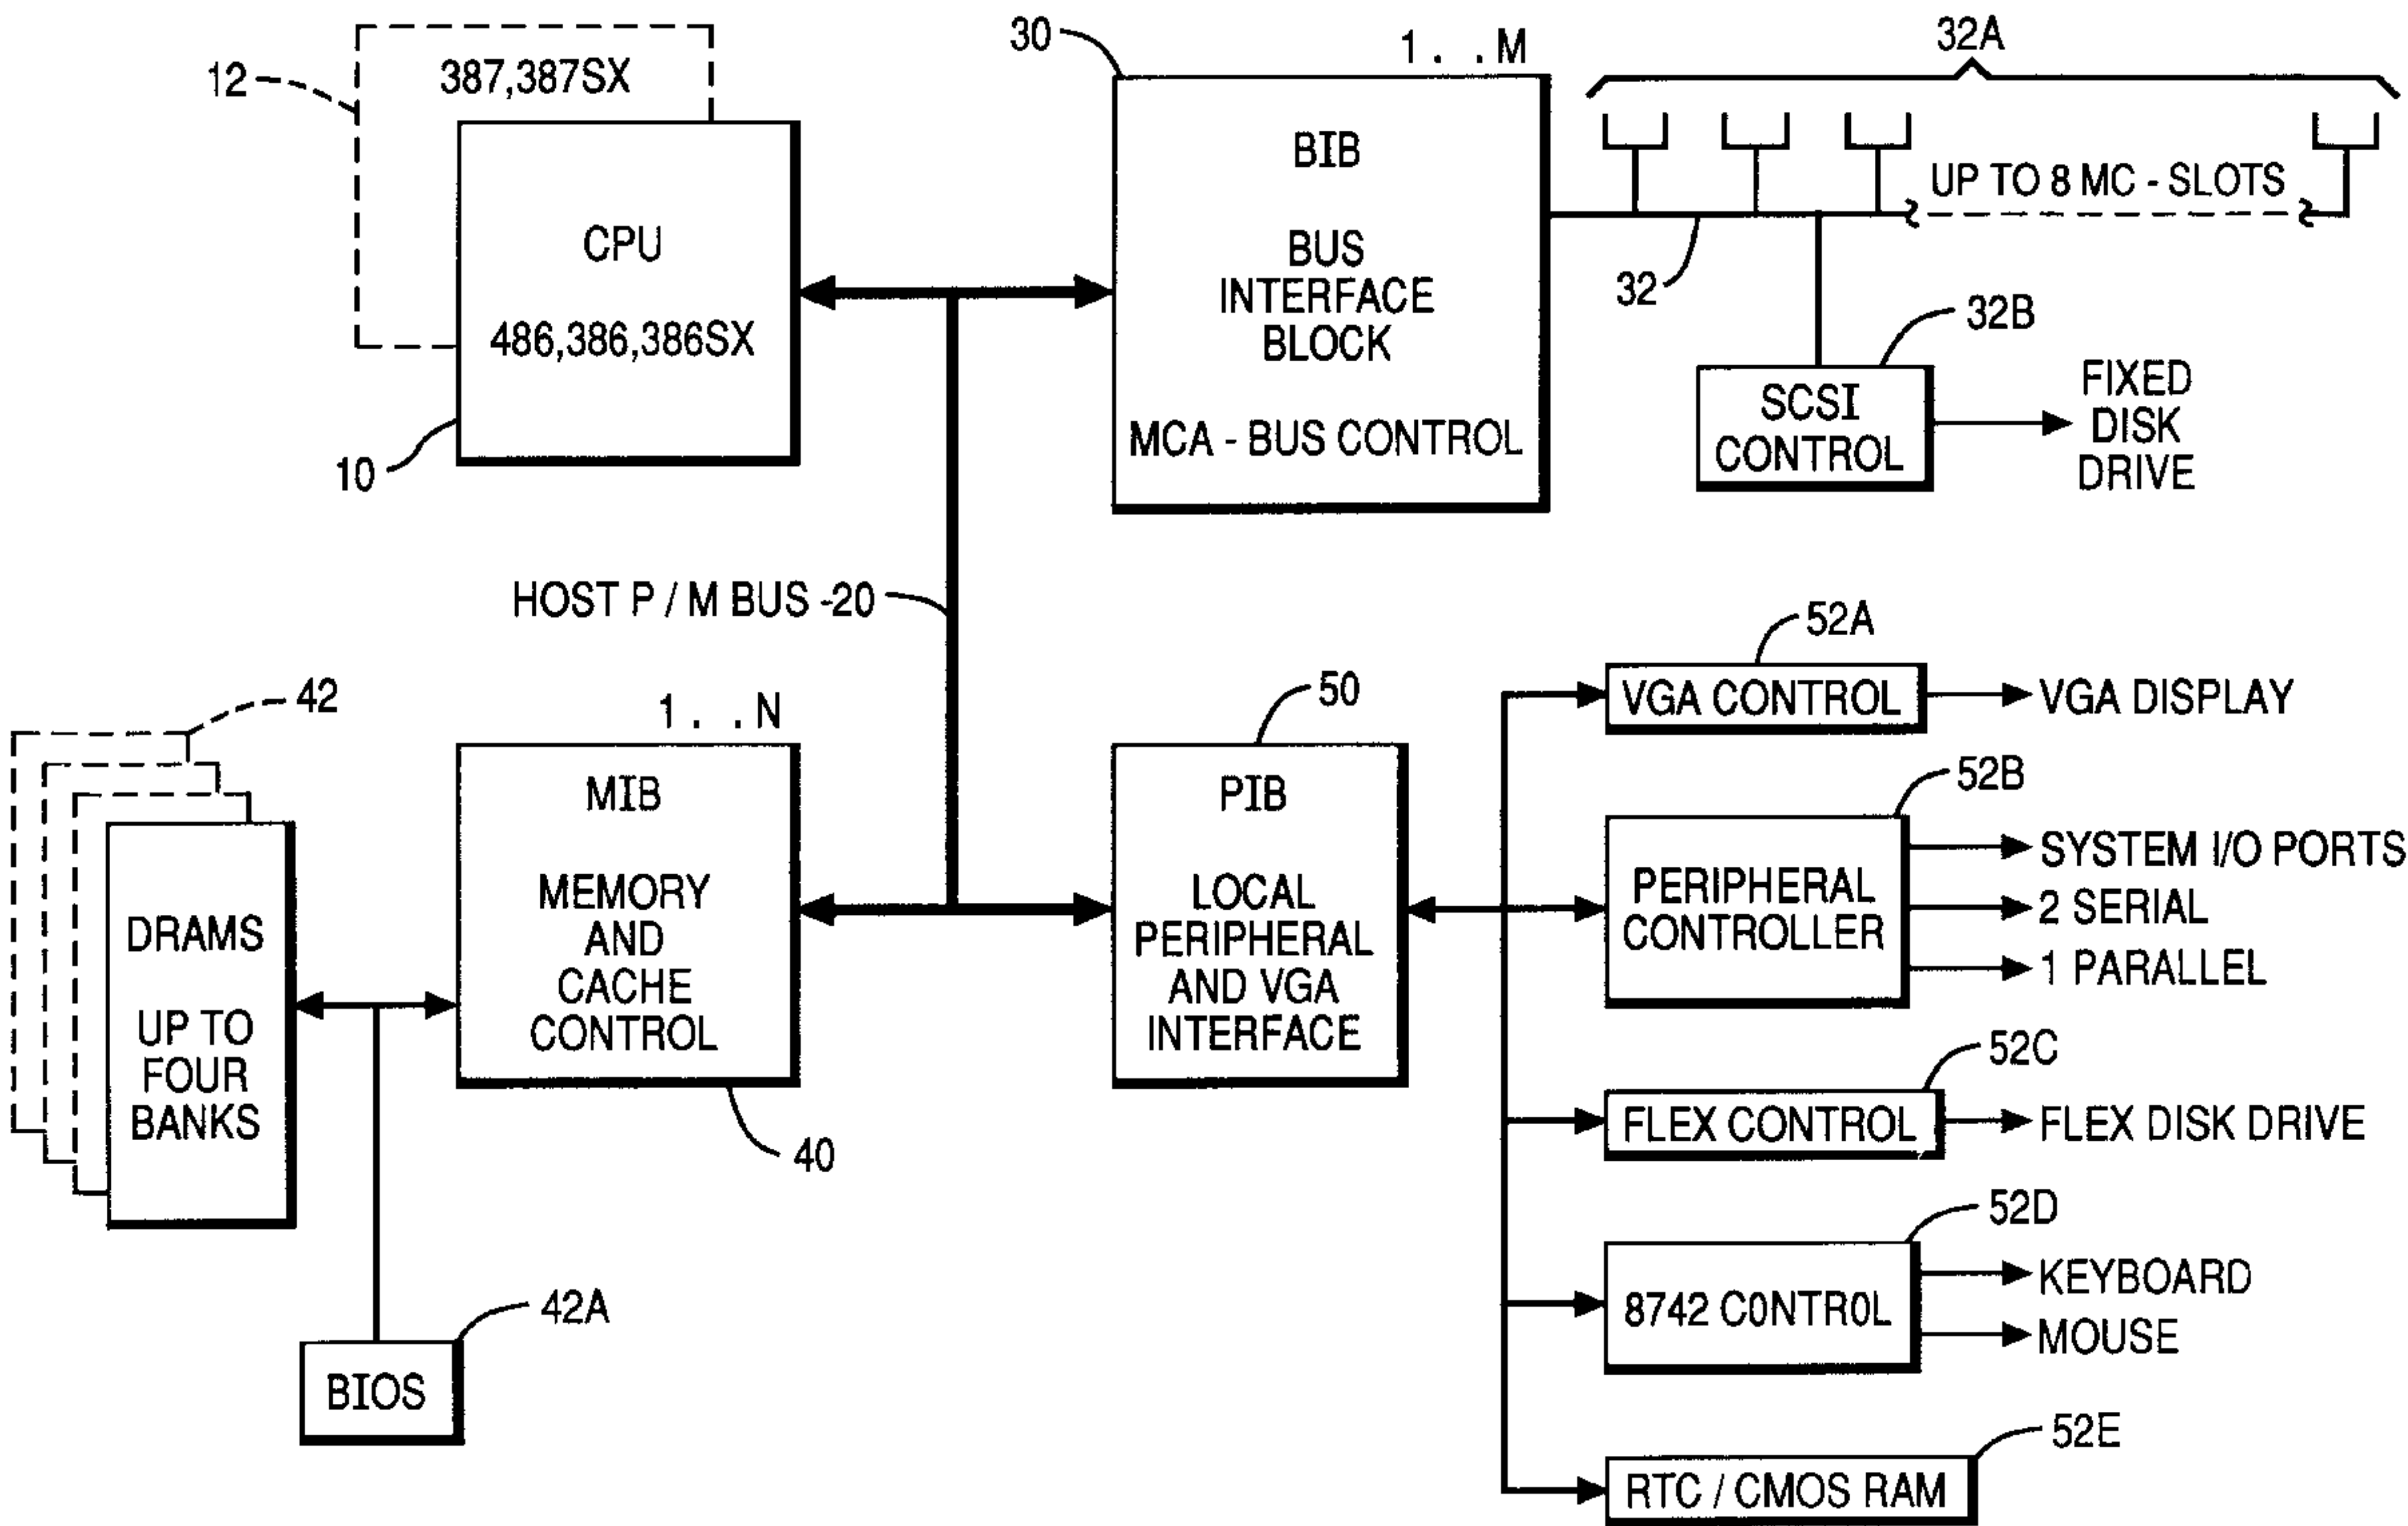 12
387,387SX
CPU
486,386,386SX
10
30
1 . . M
BIB
BUS
INTERFACE
BLOCK
MCA - BUS CONTROL
32A
UP TO 8 MC - SLOTS
32
32B
SCSI
CONTROL
FIXED
DISK
DRIVE
HOST P / M BUS -20
42
DRAMS
UP TO
FOUR
BANKS
1 . . N
MIB
MEMORY
AND
CACHE
CONTROL
40
42A
BIOS
50
PIB
LOCAL
PERIPHERAL
AND VGA
INTERFACE
52A
VGA CONTROL
VGA DISPLAY
52B
PERIPHERAL
CONTROLLER
SYSTEM I/O PORTS
2 SERIAL
1 PARALLEL
52C
FLEX CONTROL
FLEX DISK DRIVE
52D
8742 C0NTR0L
KEYBOARD
MOUSE
52E
RTC / CMOS RAM